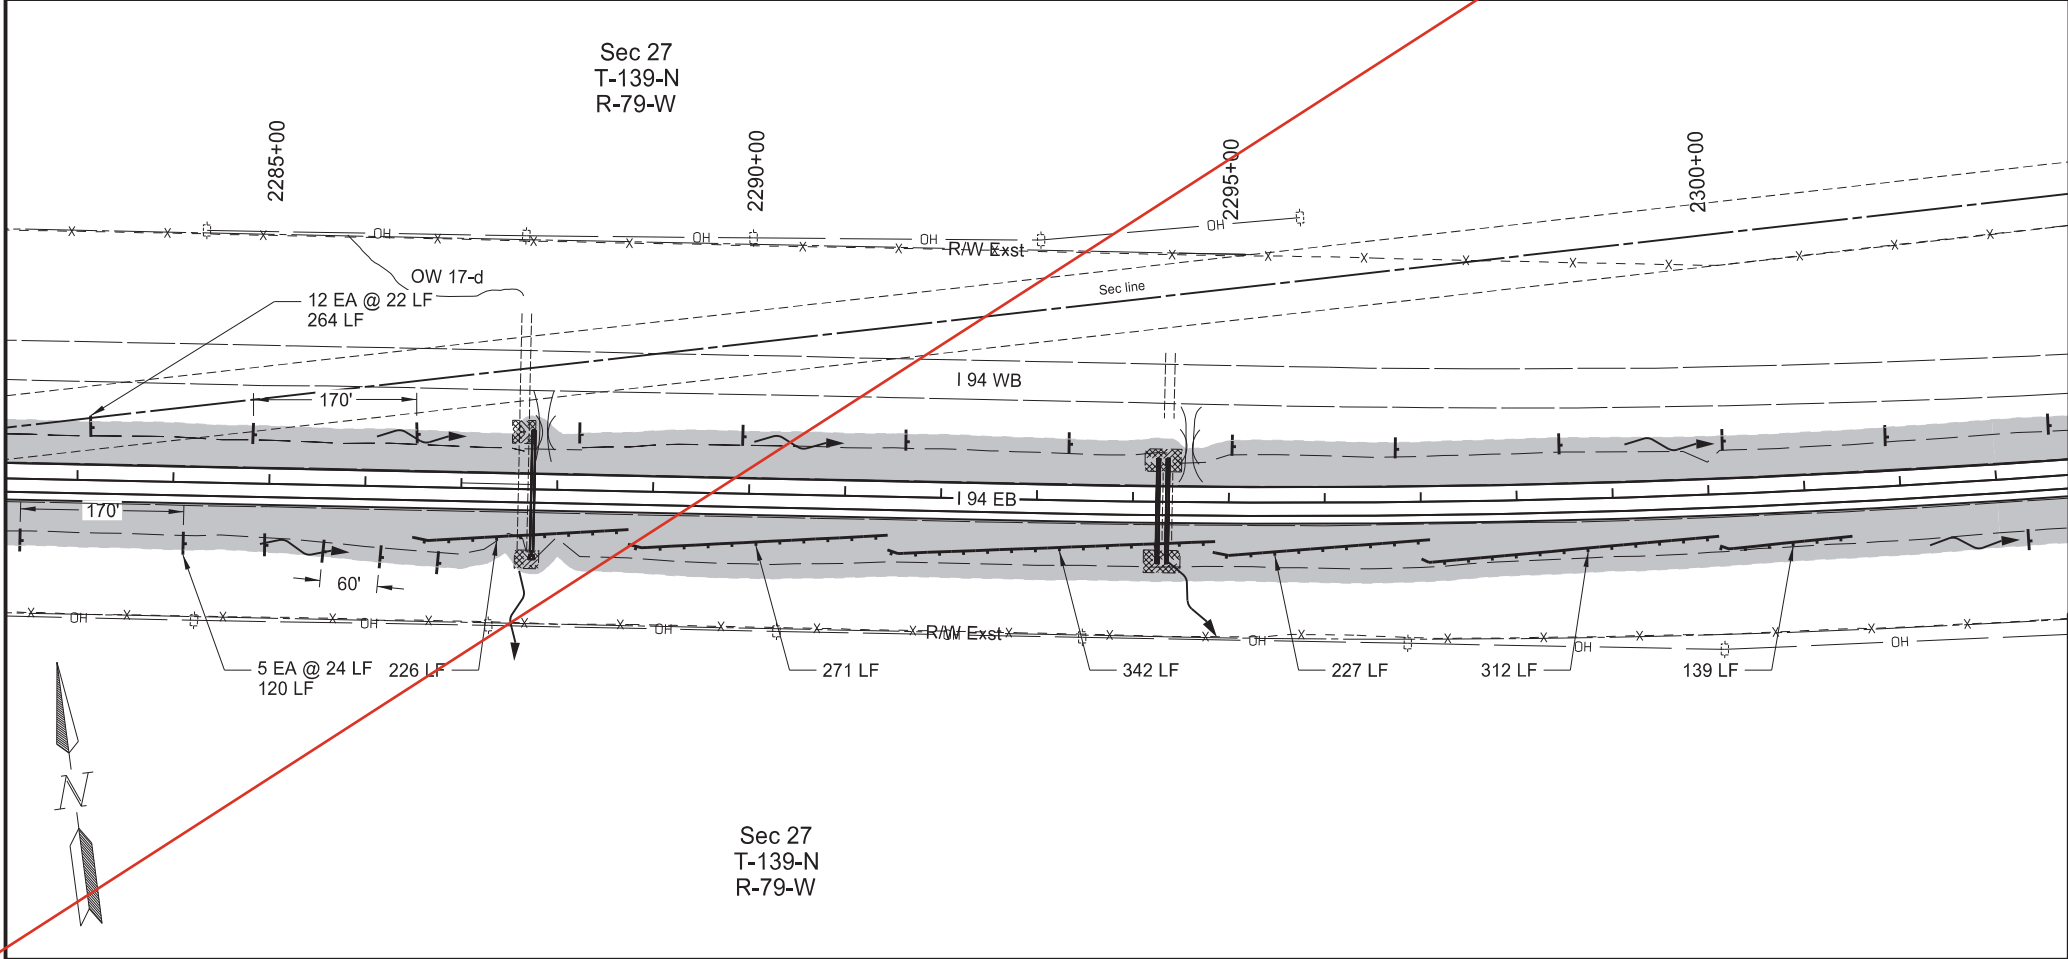 Sec 27
T-139-N
R-79-W
2285+00
2290+00
2295+00
2300+00
OH
OH
OH
OH
R/W Exst
OW 17-d
12 EA @ 22 LF
264 LF
Sec line
170'
I 94 WB
I 94 EB
170'
60'
OH
OH
OH
R/W Exst
OH
OH
OH
OH
5 EA @ 24 LF
120 LF
226 LF
271 LF
342 LF
227 LF
312 LF
139 LF
N
Sec 27
T-139-N
R-79-W